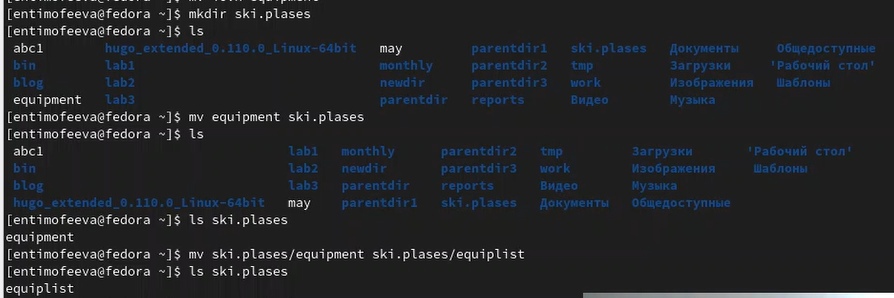 [entimofeeva@fedora ~]$ mkdir ski.plases
[entimofeeva@fedora ~]$ ls
abc1 hugo_extended_0.110.0_Linux-64bit may parentdir1 ski.plases Документы Общедоступные
bin lab1 monthly parentdir2 tmp Загрузки 'Рабочий стол'
blog lab2 newdir parentdir3 work Изображения Шаблоны
equipment lab3 parentdir reports Видео Музыка
[entimofeeva@fedora ~]$ mv equipment ski.plases
[entimofeeva@fedora ~]$ ls
abc1 lab1 monthly parentdir2 tmp Загрузки 'Рабочий стол'
bin lab2 newdir parentdir3 work Изображения Шаблоны
blog lab3 parentdir reports Видео Музыка
hugo_extended_0.110.0_Linux-64bit may parentdir1 ski.plases Документы Общедоступные
[entimofeeva@fedora ~]$ ls ski.plases
equipment
[entimofeeva@fedora ~]$ mv ski.plases/equipment ski.plases/equiplist
[entimofeeva@fedora ~]$ ls ski.plases
equiplist